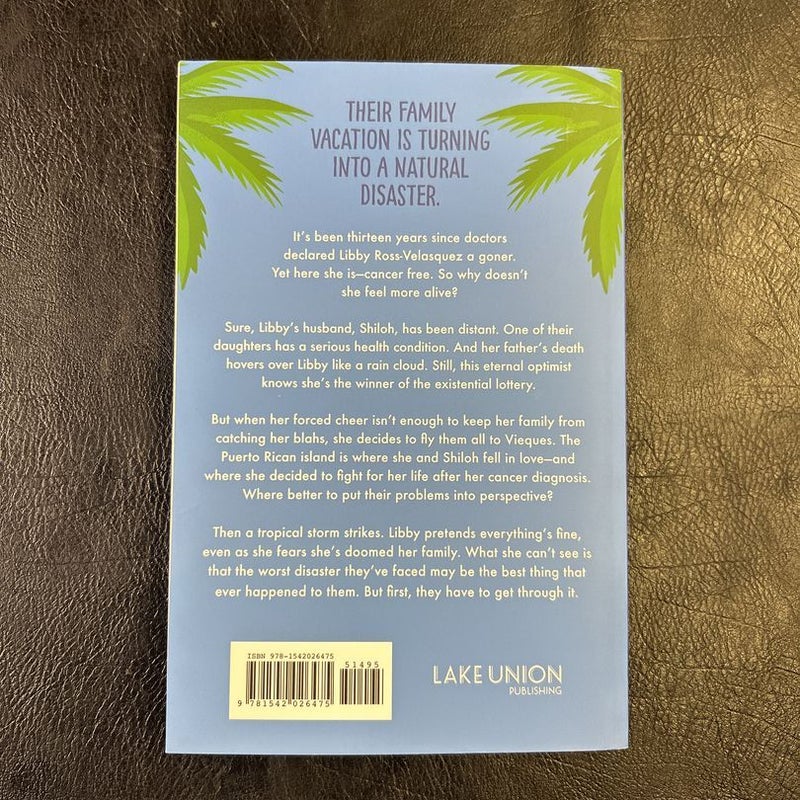 THEIR FAMILY
VACATION IS TURNING
INTO A NATURAL
DISASTER.
It's been thirteen years since doctors
declared Libby Ross-Velasquez a goner.
Yet here she is—cancer free. So why doesn't
she feel more alive?
Sure, Libby's husband, Shiloh, has been distant. One of their
daughters has a serious health condition. And her father's death
hovers over Libby like a rain cloud. Still, this eternal optimist
knows she's the winner of the existential lottery.
But when her forced cheer isn't enough to keep her family from
catching her blahs, she decides to fly them all to Vieques. The
Puerto Rican island is where she and Shiloh fell in love—and
where she decided to fight for her life after her cancer diagnosis.
Where better to put their problems into perspective?
Then a tropical storm strikes. Libby pretends everything's fine,
even as she fears she's doomed her family. What she can't see is
that the worst disaster they've faced may be the best thing that
ever happened to them. But first, they have to get through it.
ISBN 978-1542026475
51495
9 781542 026475
LAKE UNION
PUBLISHING